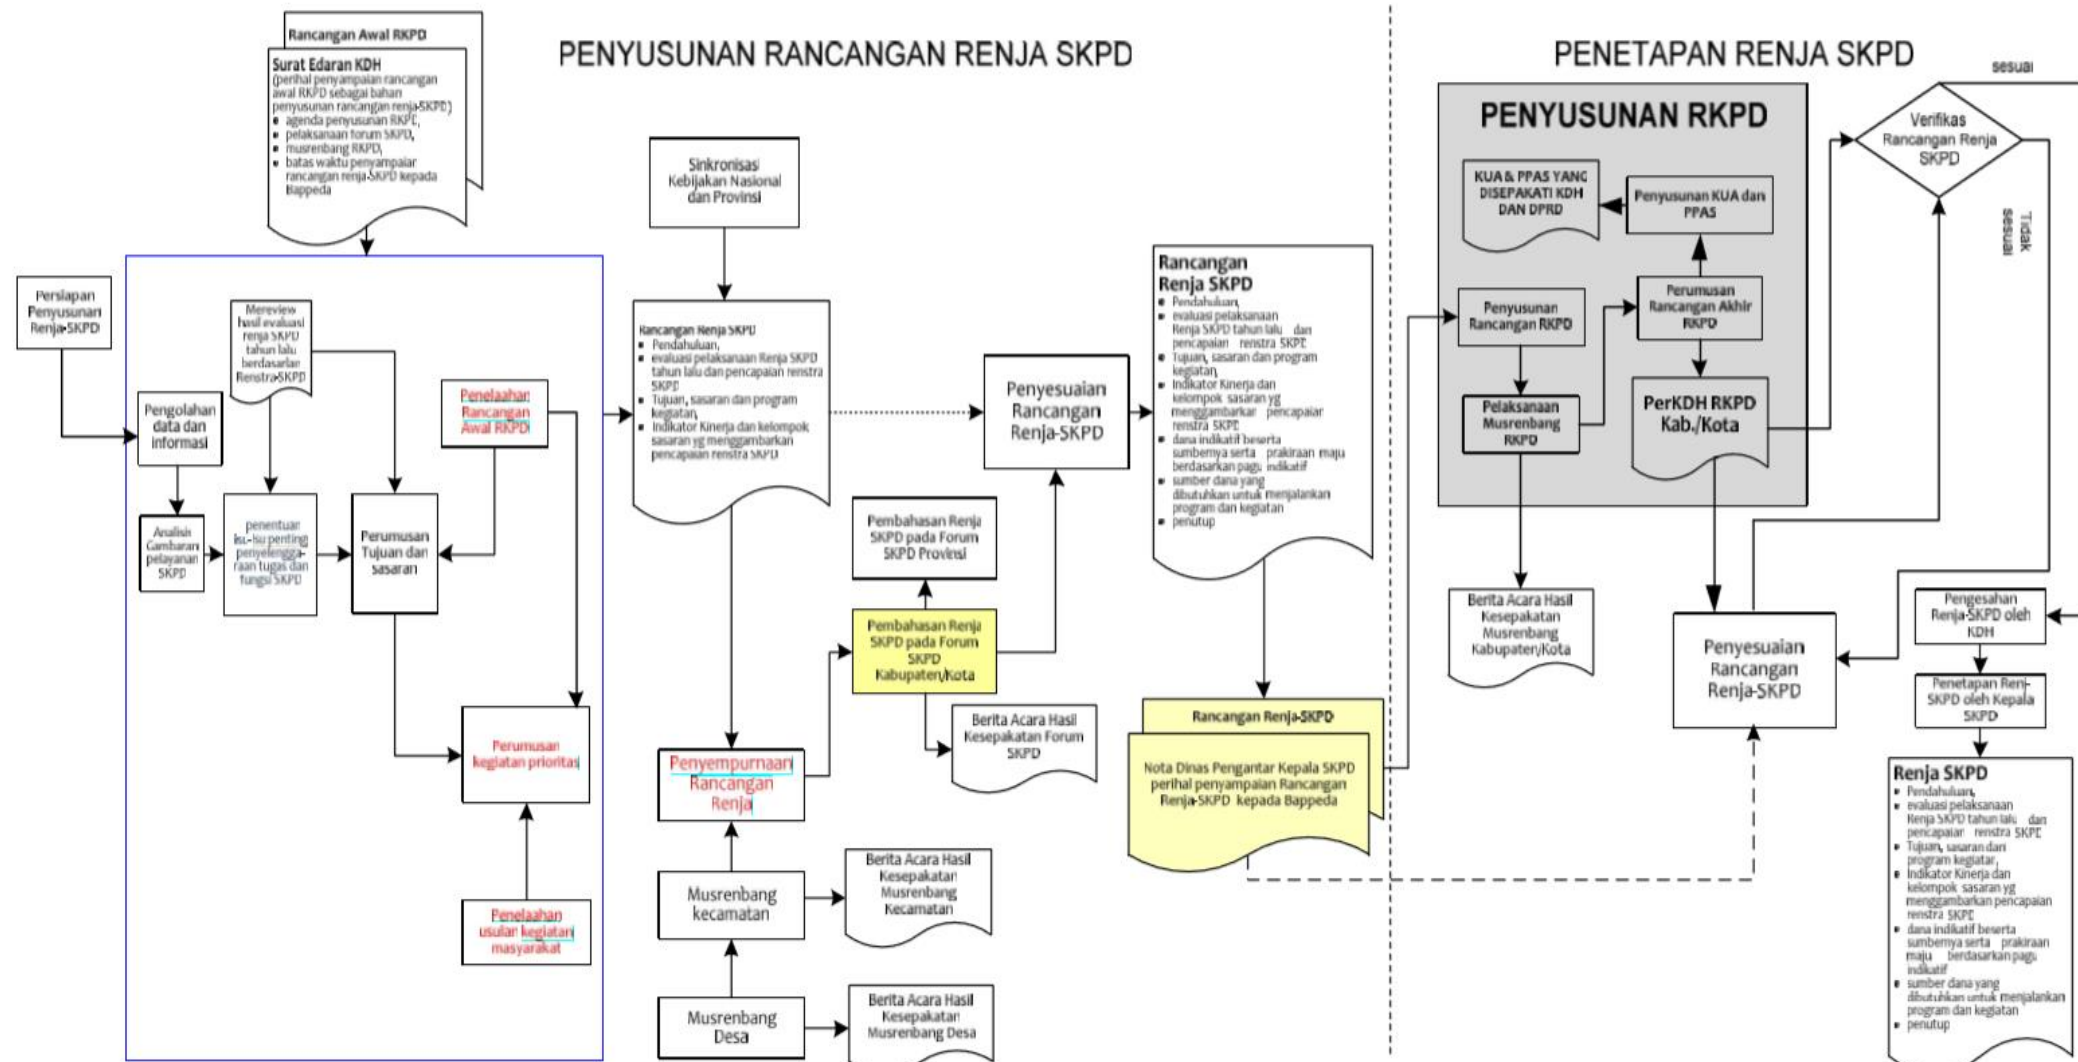 Rancangan Awal RKPD
Surat Edaran KDH
(perihal penyampaian rancangan
awal RKPD sebagai bahan
penyusunan rancangan renja-SKPD)
agenda penyusunan RKPD,
pelaksanaan forum SKPD,
musrenbang RKPD,
batas waktu penyampaiar
rancangan renja-SKPD kepada
Bappeda
PENYUSUNAN RANCANGAN RENJA SKPD
Persiapan
Penyusunan
Renja-SKPD
Mereview
hasil evaluasi
renja SKPD
tahun lalu
berdasarlan
Renstra-SKPD
Pengolahan
data dan
informasi
Penelaahan
Rancangan
Awal RKPD
Analisis
Gambaran
pelayanan
SKPD
penentuar
isu-isu penting
penyelengga-
raan tugas dan
fungsi SKPD
Perumusan
Tujuan dan
sasaran
Perumusan
kegiatan prioritas
Penelaahan
usulan kegiatan
masyarakat
Sinkronisasi
Kebijakan Nasional
dan Provinsi
Rancangan Renja SKPD
Pendahuluan,
evaluasi pelaksanaan Renja SKPD
tahun lalu dan pencapaian renstra
SKPD
Tujuan, sasaran dan program
kegiatan,
Indikator Kinerja dan kelompok
sasaran yg menggambarkan
pencapaian renstra SKPD
Penyesuaian
Rancangan
Renja-SKPD
Pembahasan Renja
SKPD pada Forum
SKPD Provinsi
Pembahasan Renja
SKPD pada Forum
SKPD
Kabupaten/Kota
Berita Acara Hasil
Kesepakatan Forum
SKPD
Penyempurnaan
Rancangan
Renja
Musrenbang
kecamatan
Berita Acara Hasil
Kesepakatan
Musrenbang
Kecamatan
Musrenbang
Desa
Berita Acara Hasil
Kesepakatan
Musrenbang Desa
Rancangan
Renja SKPD
Pendahuluan,
evaluasi pelaksanaan
Renja SKPD tahun lalu dan
pencapaian renstra SKPD
Tujuan, sasaran dan program
kegiatan,
Indikator Kinerja dan
kelompok sasaran yg
menggambarkar pencapaiar
renstra SKPD
dana indikatif beserta
sumbernya serta prakiraan maju
berdasarkan pagu indikatif
sumber dana yang
dibutuhkan untuk menjalankan
program dan kegiatan
penutup
Rancangan Renja-SKPD
Nota Dinas Pengantar Kepala SKPD
perihal penyampaian Rancangan
Renja-SKPD kepada Bappeda
PENETAPAN RENJA SKPD
PENYUSUNAN RKPD
KUA & PPAS YANG
DISEPAKATI KDH
DAN DPRD
Penyusunan KUA dan
PPAS
Penyusunan
Rancangan RKPD
Perumusan
Rancangan Akhir
RKPD
Pelaksanaan
Musrenbang
RKPD
PerKDH RKPD
Kab./Kota
Berita Acara Hasil
Kesepakatan
Musrenbang
Kabupaten/Kota
Penyesuaian
Rancangan
Renja-SKPD
Verifikas
Rancangan Renja
SKPD
sesuai
Tidak
sesuai
Pengesahan
Renja-SKPD oleh
KDH
Penetapan Renj-
SKPD oleh Kepala
SKPD
Renja SKPD
Pendahuluan,
evaluasi pelaksanaan
Renja SKPD tahun lalu dan
pencapaiar renstra SKPD
Tujuan, sasaran dan
program kegiatar,
Indikator Kinerja dan
kelompok sasaran yg
menggambarkan pencapaian
renstra SKPD
dana indikatif beserta
sumbernya serta prakiraan
maju berdasarkan pagu
indikatif
sumber dana yang
dibutuhkan untuk menjalankan
program dan kegiatan
penutup